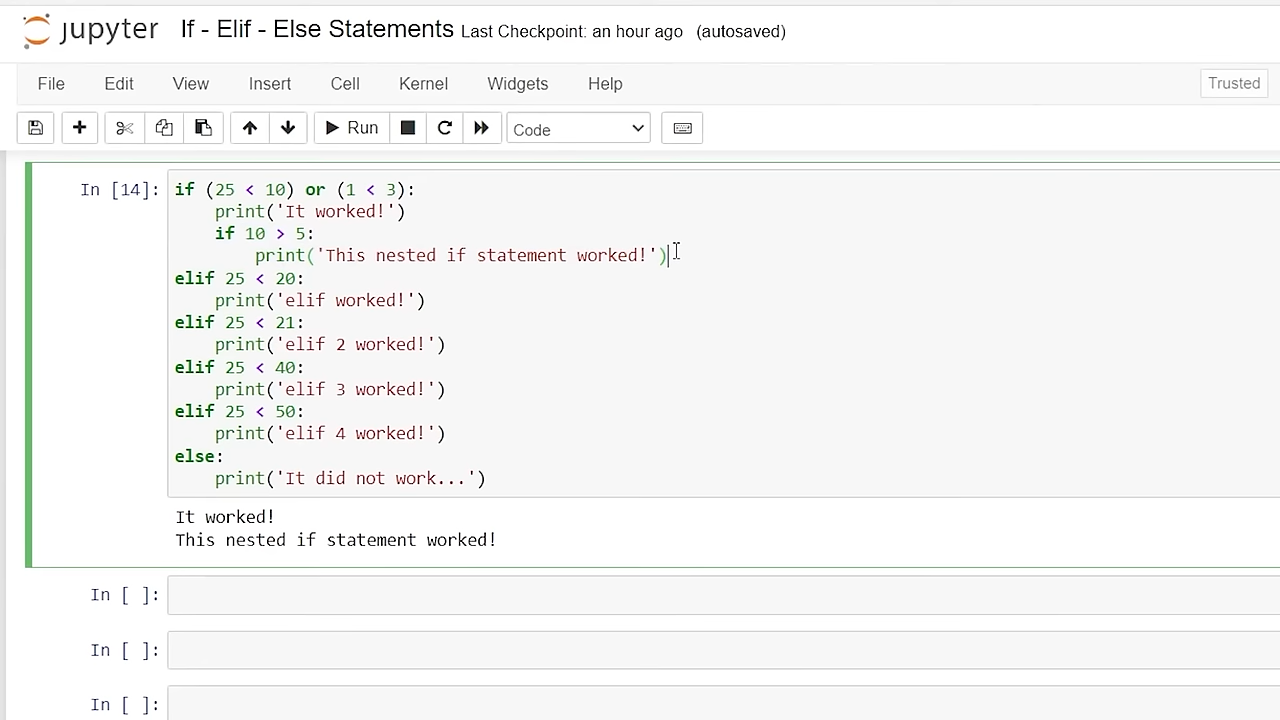 jupyter If - Elif - Else Statements Last Checkpoint: an hour ago (autosaved)
File Edit View Insert Cell Kernel Widgets Help Trusted
Run Code
In [14]: if (25 < 10) or (1 < 3):
    print('It worked!')
    if 10 > 5:
        print('This nested if statement worked!')
elif 25 < 20:
    print('elif worked!')
elif 25 < 21:
    print('elif 2 worked!')
elif 25 < 40:
    print('elif 3 worked!')
elif 25 < 50:
    print('elif 4 worked!')
else:
    print('It did not work...')
It worked!
This nested if statement worked!
In [ ]:
In [ ]:
In [ ]: